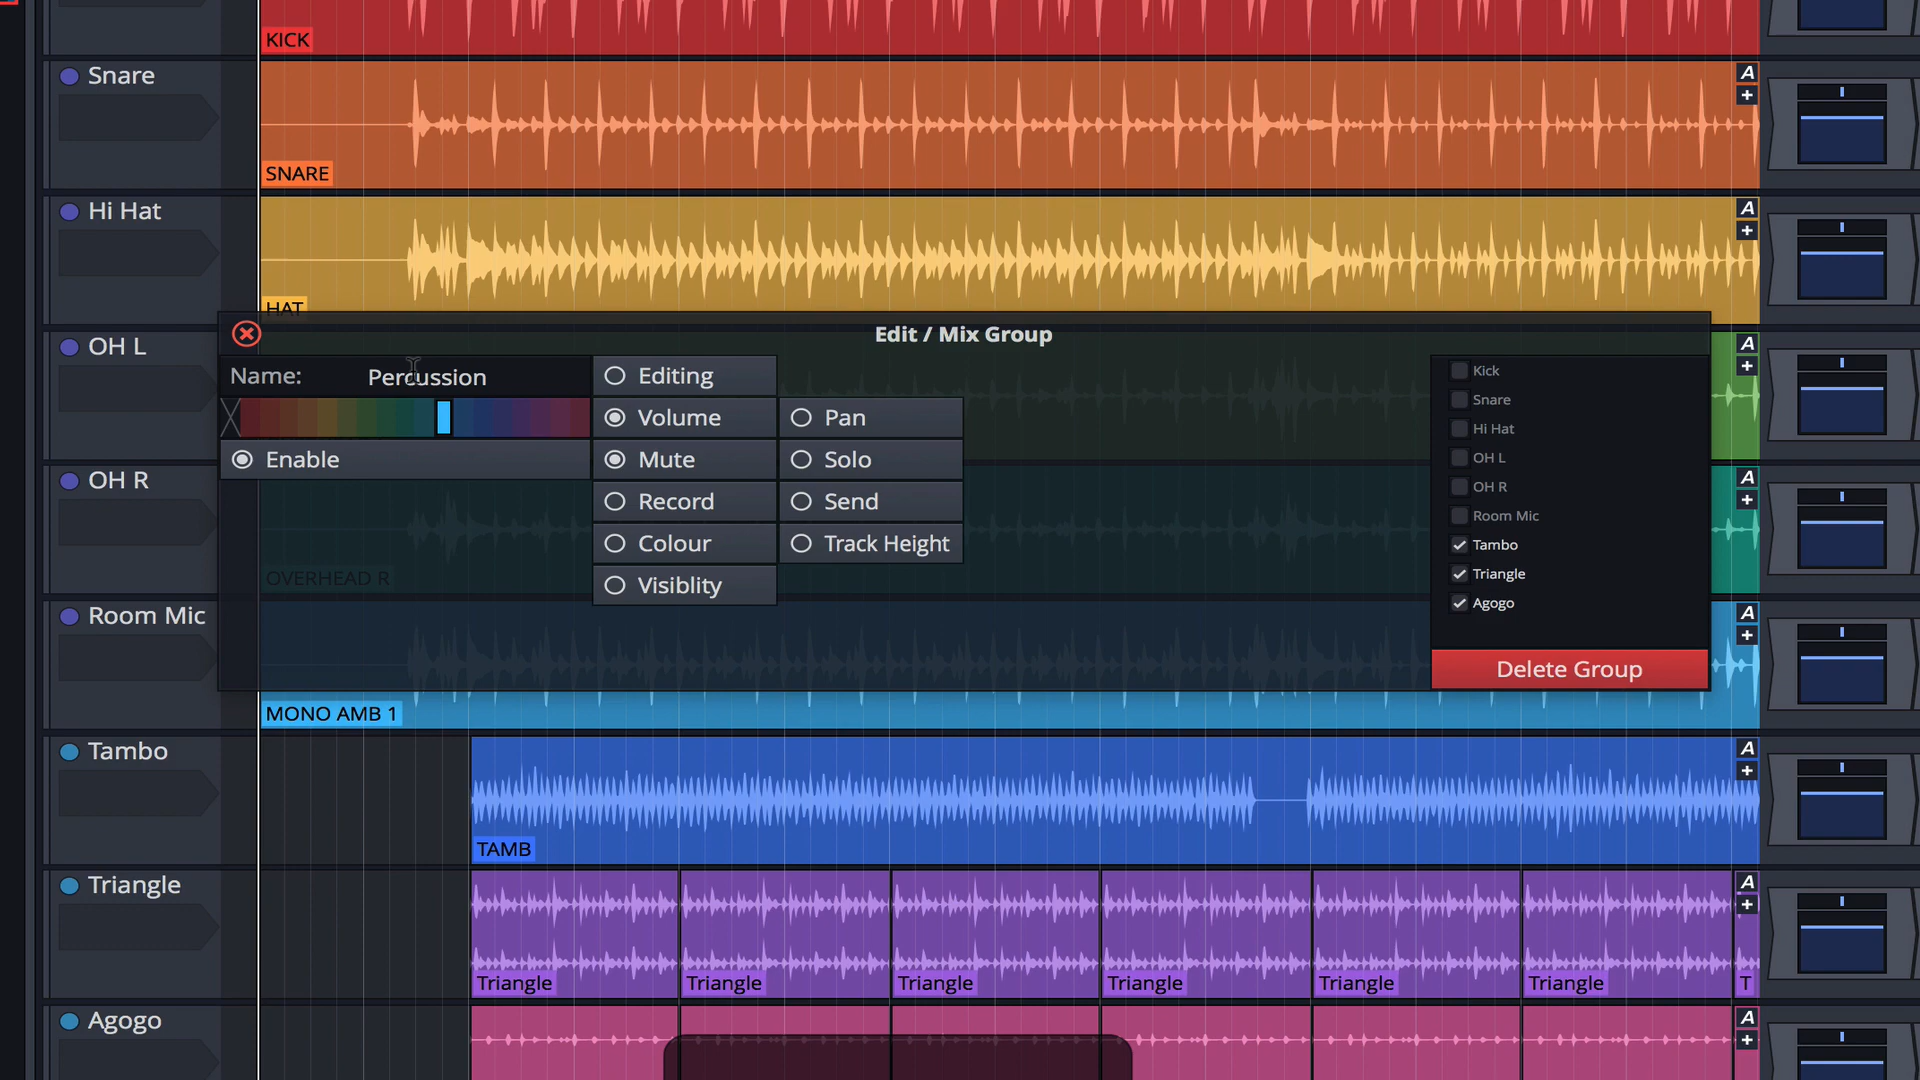 KICK
Snare
A
+
SNARE
Hi Hat
A
+
HAT
Edit / Mix Group
OH L
A
+
Name: Percussion
Enable
Editing
Volume
Pan
Mute
Solo
Record
Send
Colour
Track Height
Visiblity
Kick
Snare
Hi Hat
OH L
OH R
Room Mic
Tambo
Triangle
Agogo
Delete Group
OH R
A
+
OVERHEAD R
Room Mic
A
+
MONO AMB 1
Tambo
A
+
TAMB
Triangle
A
+
Triangle Triangle Triangle Triangle Triangle Triangle T
Agogo
A
+